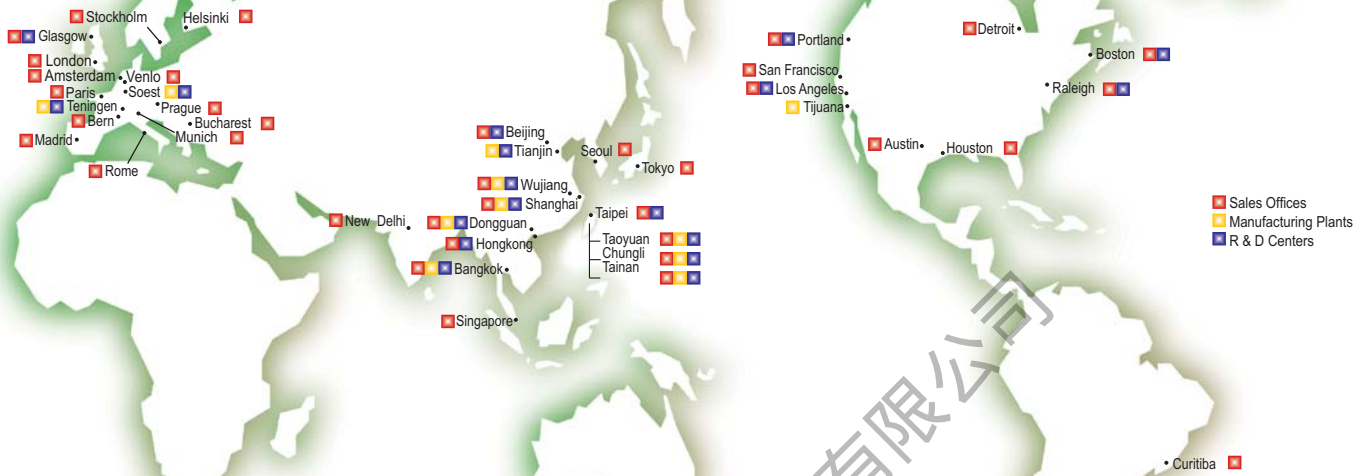 Stockholm
Helsinki
Glasgow
London
Amsterdam
Venlo
Paris
Soest
Teningen
Prague
Bern
Bucharest
Munich
Madrid
Rome
Beijing
Tianjin
Seoul
Tokyo
Wujiang
Shanghai
Taipei
New Delhi
Dongguan
Hongkong
Taoyuan
Chungli
Tainan
Bangkok
Singapore
Detroit
Portland
Boston
San Francisco
Los Angeles
Raleigh
Tijuana
Austin
Houston
Sales Offices
Manufacturing Plants
R & D Centers
有限公司
Curitiba